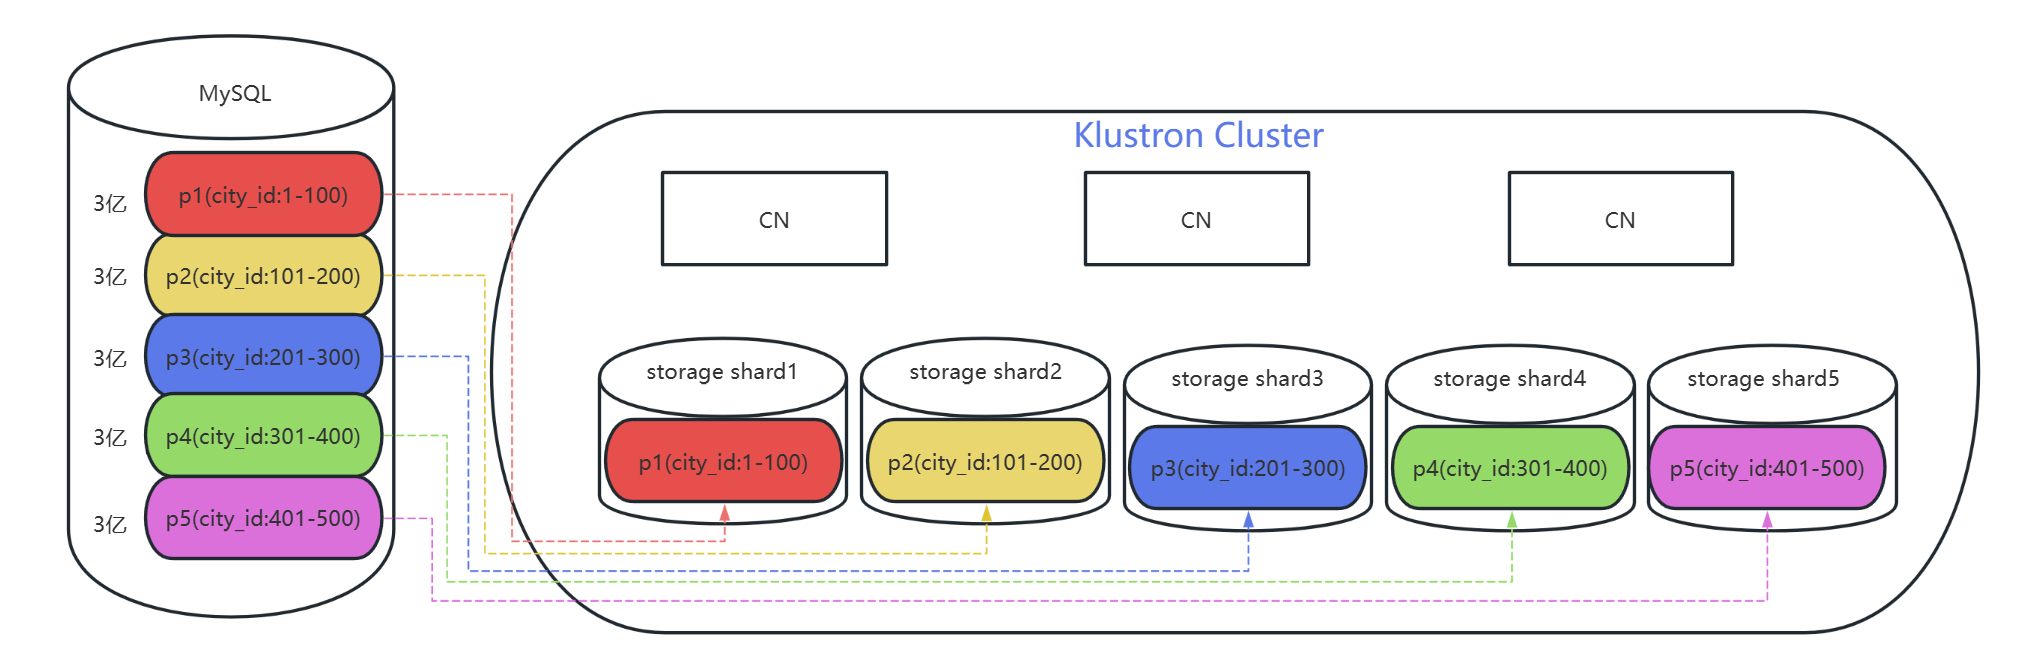 MySQL
3亿
p1(city_id:1-100)
3亿
p2(city_id:101-200)
3亿
p3(city_id:201-300)
3亿
p4(city_id:301-400)
3亿
p5(city_id:401-500)
Klustron Cluster
CN
CN
CN
storage shard1
storage shard2
storage shard3
storage shard4
storage shard5
p1(city_id:1-100)
p2(city_id:101-200)
p3(city_id:201-300)
p4(city_id:301-400)
p5(city_id:401-500)